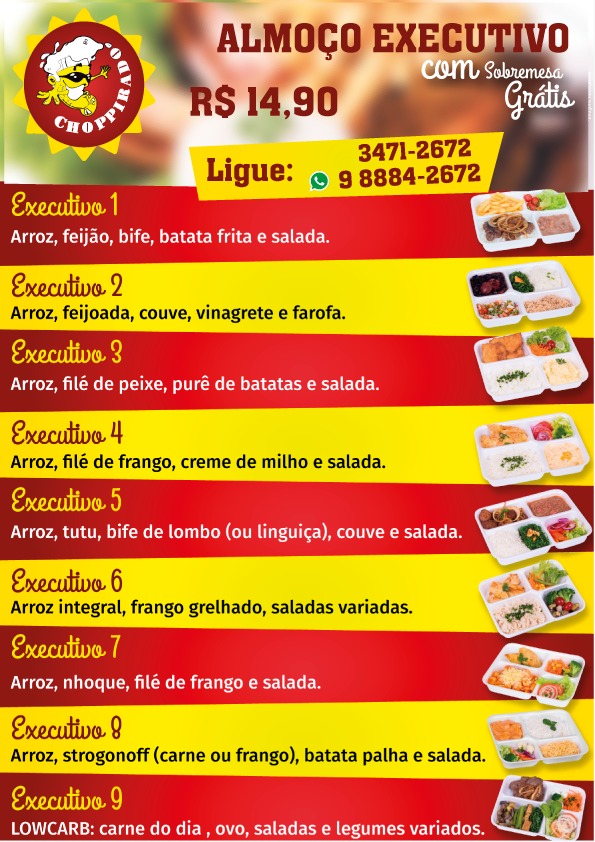 CHOPPIRADO
ALMOÇO EXECUTIVO
com Sobremesa
Grátis
R$ 14,90
Ligue:
3471-2672
9 8884-2672
Executivo 1
Arroz, feijão, bife, batata frita e salada.
Executivo 2
Arroz, feijoada, couve, vinagrete e farofa.
Executivo 3
Arroz, filé de peixe, purê de batatas e salada.
Executivo 4
Arroz, filé de frango, creme de milho e salada.
Executivo 5
Arroz, tutu, bife de lombo (ou linguiça), couve e salada.
Executivo 6
Arroz integral, frango grelhado, saladas variadas.
Executivo 7
Arroz, nhoque, filé de frango e salada.
Executivo 8
Arroz, strogonoff (carne ou frango), batata palha e salada.
Executivo 9
LOWCARB: carne do dia , ovo, saladas e legumes variados.